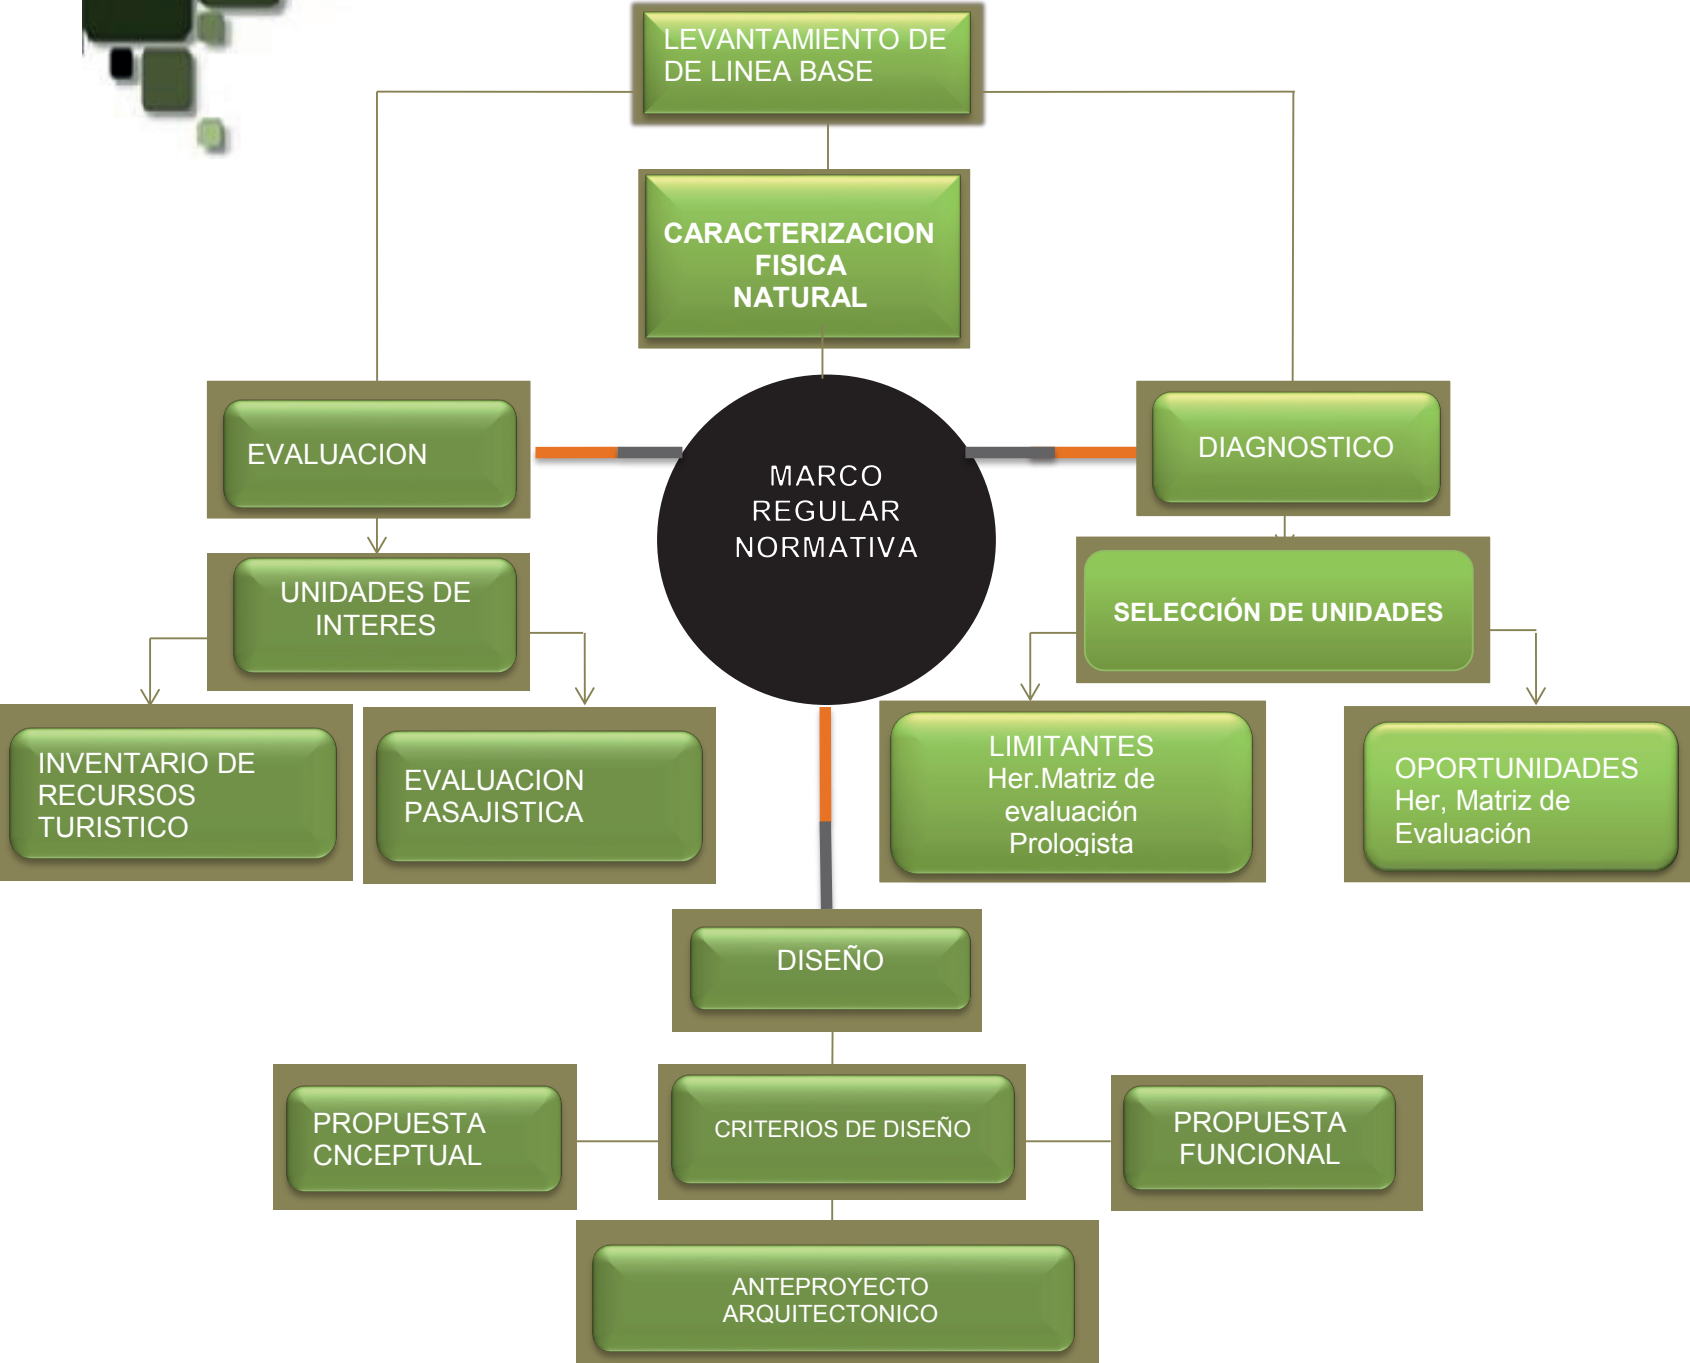 LEVANTAMIENTO DE
DE LINEA BASE
CARACTERIZACION
FISICA
NATURAL
EVALUACION
MARCO
REGULAR
NORMATIVA
DIAGNOSTICO
UNIDADES DE
INTERES
SELECCIÓN DE UNIDADES
INVENTARIO DE
RECURSOS
TURISTICO
EVALUACION
PASAJISTICA
LIMITANTES
Her.Matriz de
evaluación
Prologista
OPORTUNIDADES
Her, Matriz de
Evaluación
DISEÑO
PROPUESTA
CNCEPTUAL
CRITERIOS DE DISEÑO
PROPUESTA
FUNCIONAL
ANTEPROYECTO
ARQUITECTONICO